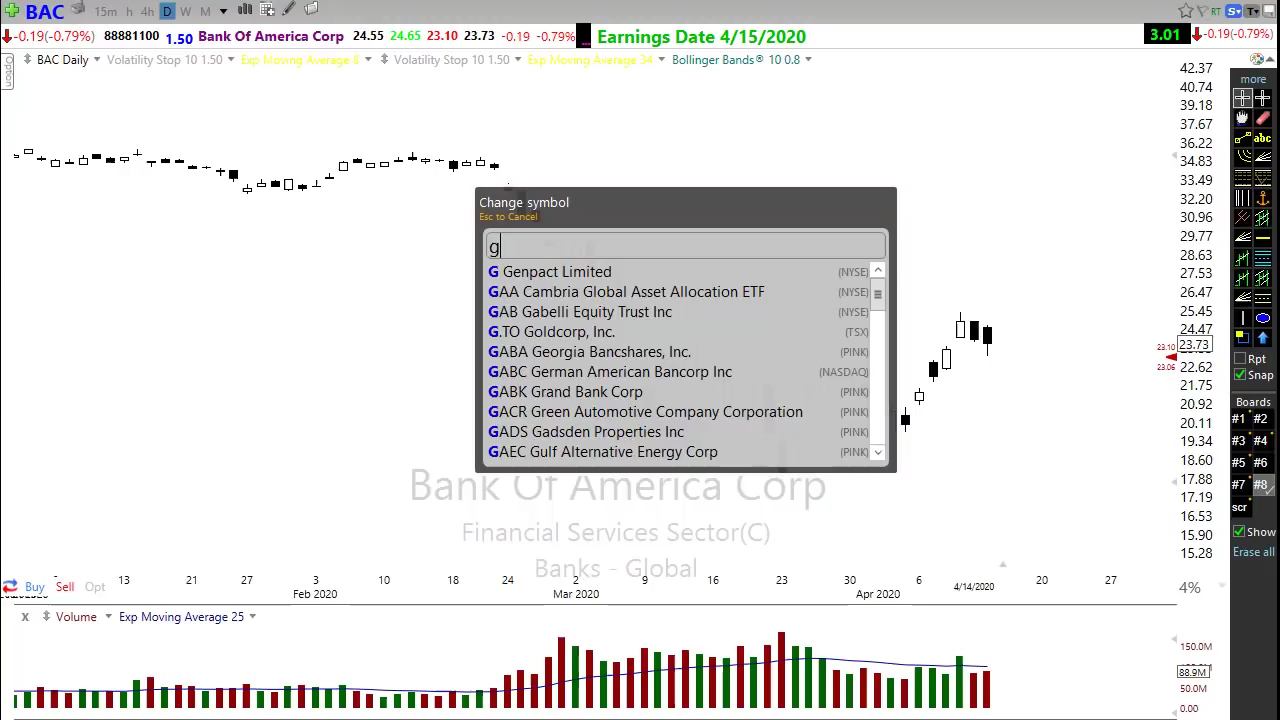 BAC 15m h 4h D W M RT S T
-0.19(-0.79%) 88881100 1.50 Bank Of America Corp 24.55 24.65 23.10 23.73 -0.19 -0.79% Earnings Date 4/15/2020 3.01 -0.19(-0.79%)
Option
BAC Daily Volatility Stop 10 1.50 Exp Moving Average 8 Volatility Stop 10 1.50 Exp Moving Average 34 Bollinger Bands® 10 0.8
42.37
40.74
39.18
37.67
36.22
34.83
33.49
32.20
30.96
29.77
28.63
27.53
26.47
25.45
24.47
23.73
22.62
21.75
20.92
20.11
19.34
18.60
17.88
17.19
16.53
15.90
15.28
23.10
23.06
more
abc
Rpt
Snap
Boards
#1 #2
#3 #4
#5 #6
#7 #8
scr
Show
Erase all
Change symbol
Esc to Cancel
g
G Genpact Limited (NYSE)
GAA Cambria Global Asset Allocation ETF (NYSE)
GAB Gabelli Equity Trust Inc (NYSE)
G.TO Goldcorp, Inc. (TSX)
GABA Georgia Bancshares, Inc. (PINK)
GABC German American Bancorp Inc (NASDAQ)
GABK Grand Bank Corp (PINK)
GACR Green Automotive Company Corporation (PINK)
GADS Gadsden Properties Inc (PINK)
GAEC Gulf Alternative Energy Corp (PINK)
Bank Of America Corp
Financial Services Sector(C)
Banks - Global
Buy Sell Opt
13 21 27 3 10 18 24 2 9 16 23 30 6 4/14/2020 20 27
Feb 2020 Mar 2020 Apr 2020
4%
x Volume Exp Moving Average 25
150.0M
88.9M
50.0M
0.00